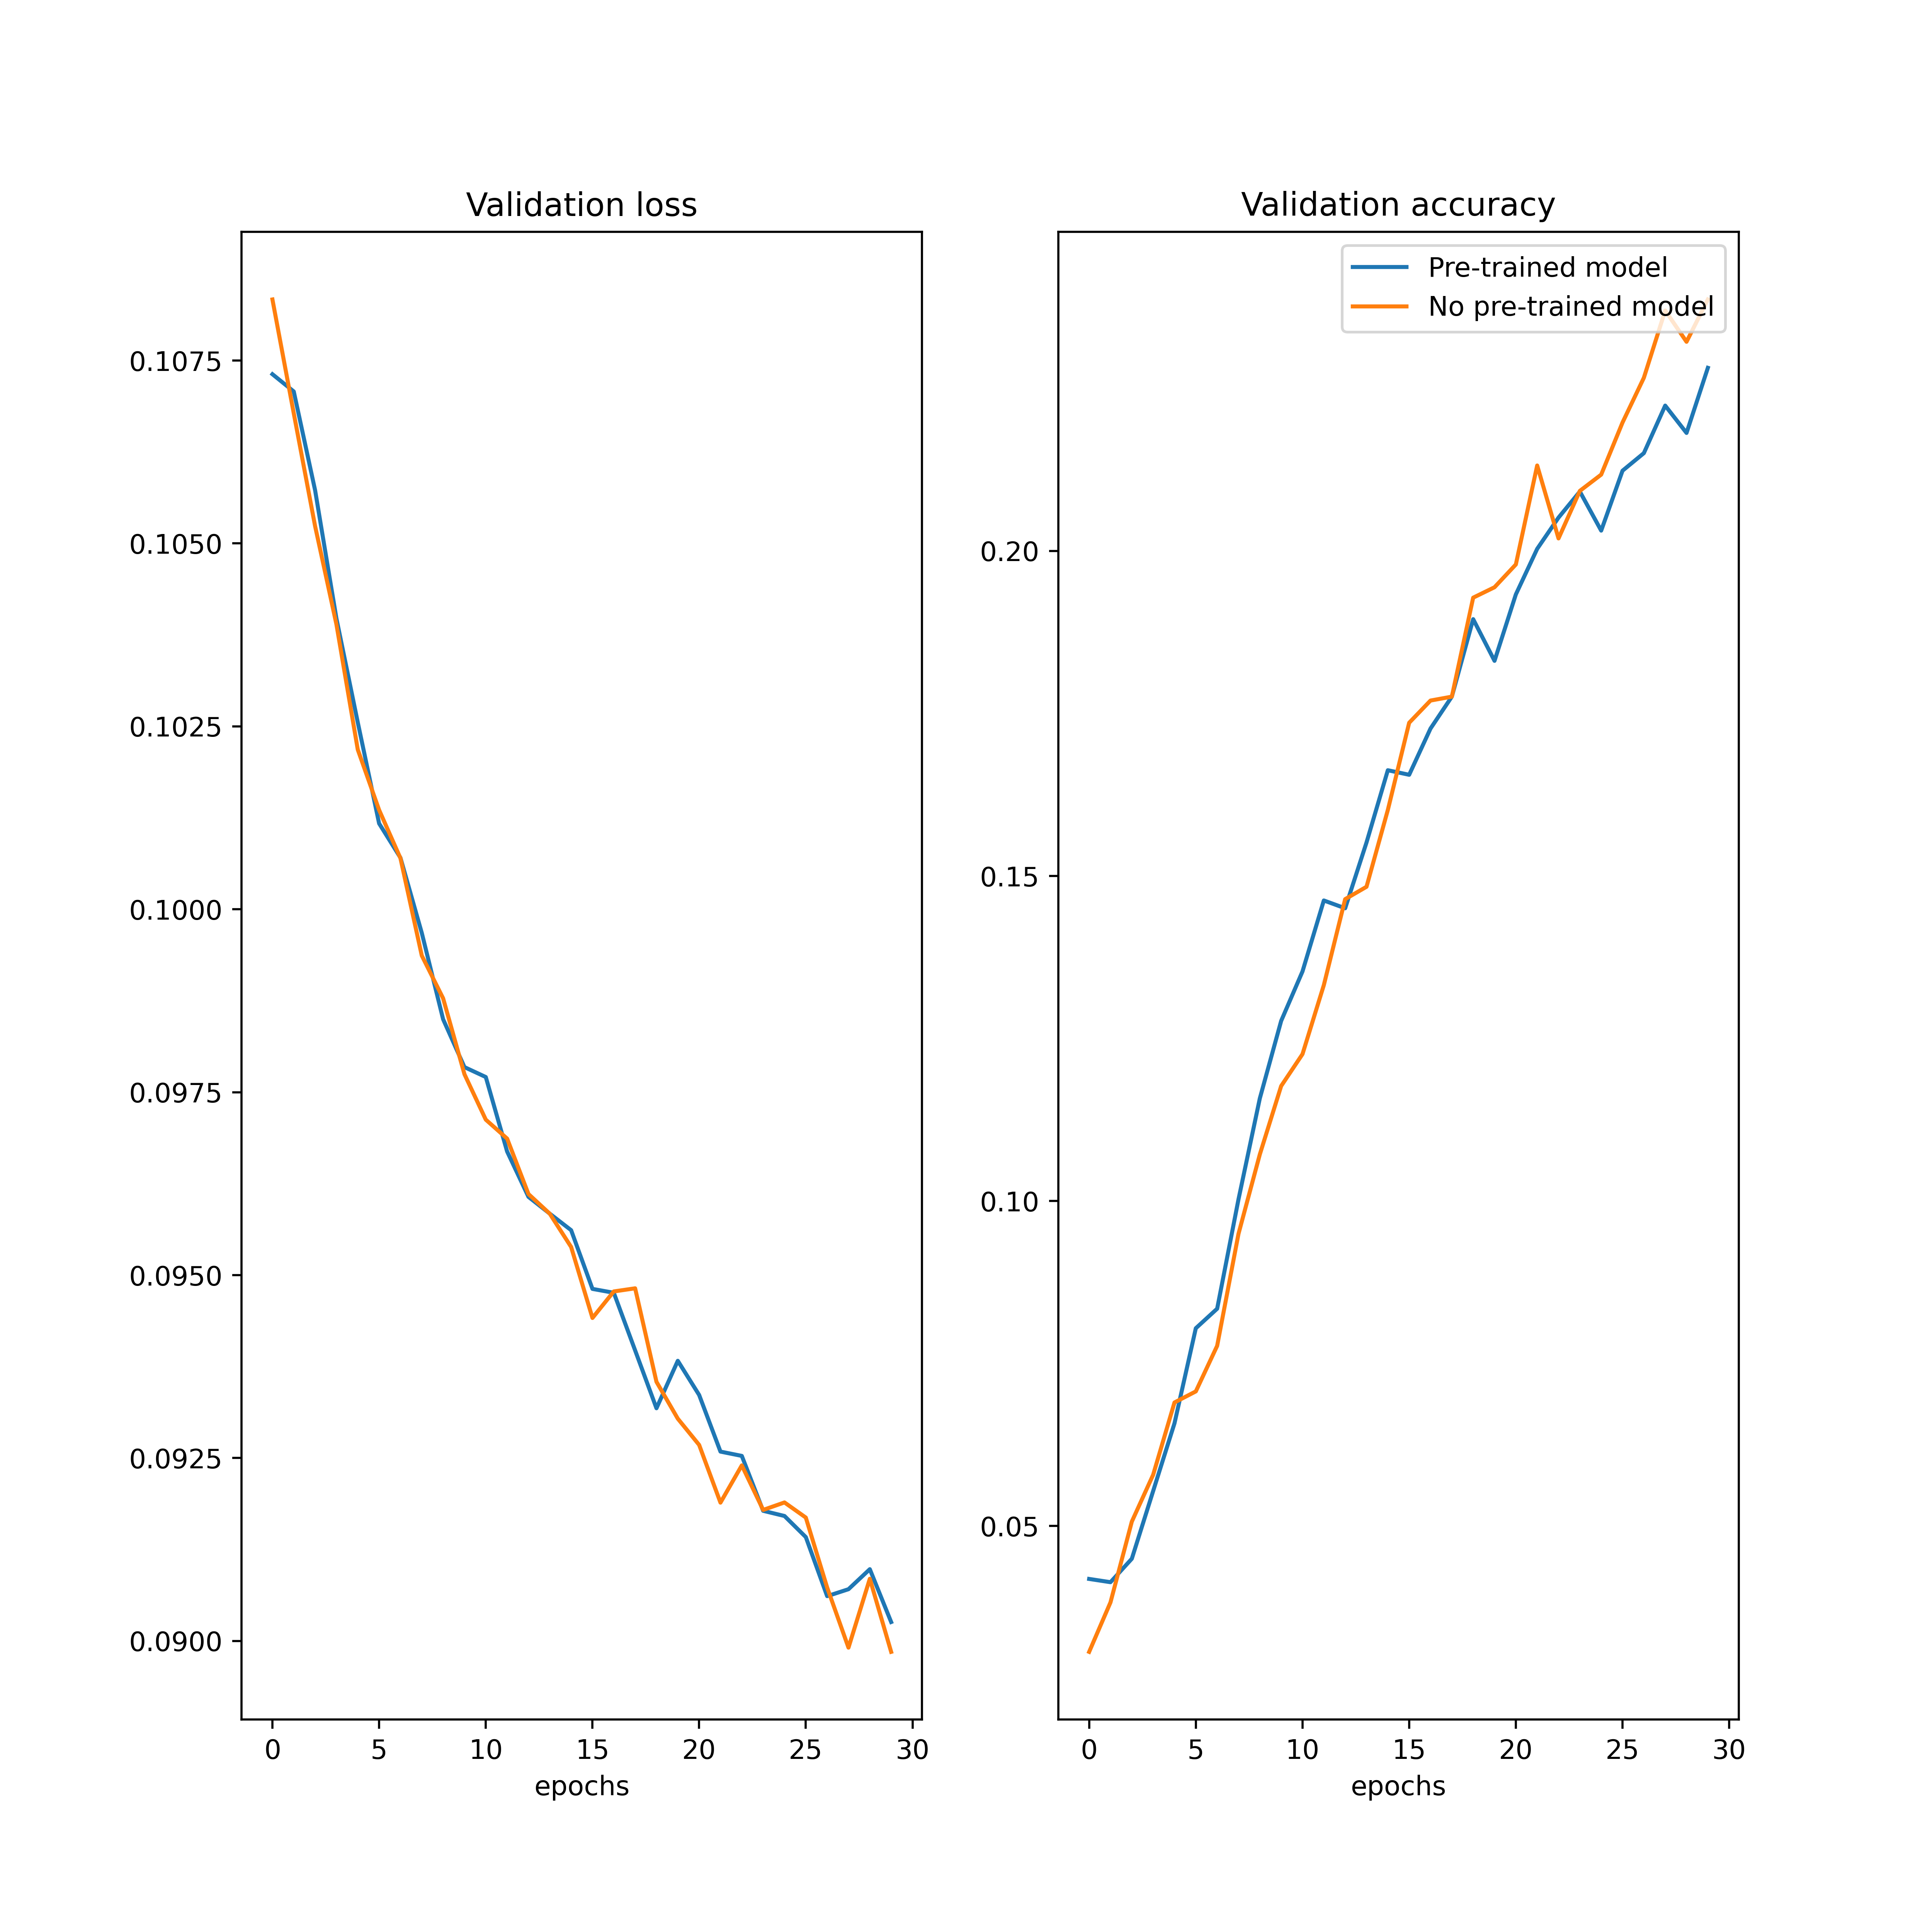 Validation loss
0.1075
0.1050
0.1025
0.1000
0.0975
0.0950
0.0925
0.0900
0 5 10 15 20 25 30
epochs
Validation accuracy
Pre-trained model
No pre-trained model
0.20
0.15
0.10
0.05
0 5 10 15 20 25 30
epochs